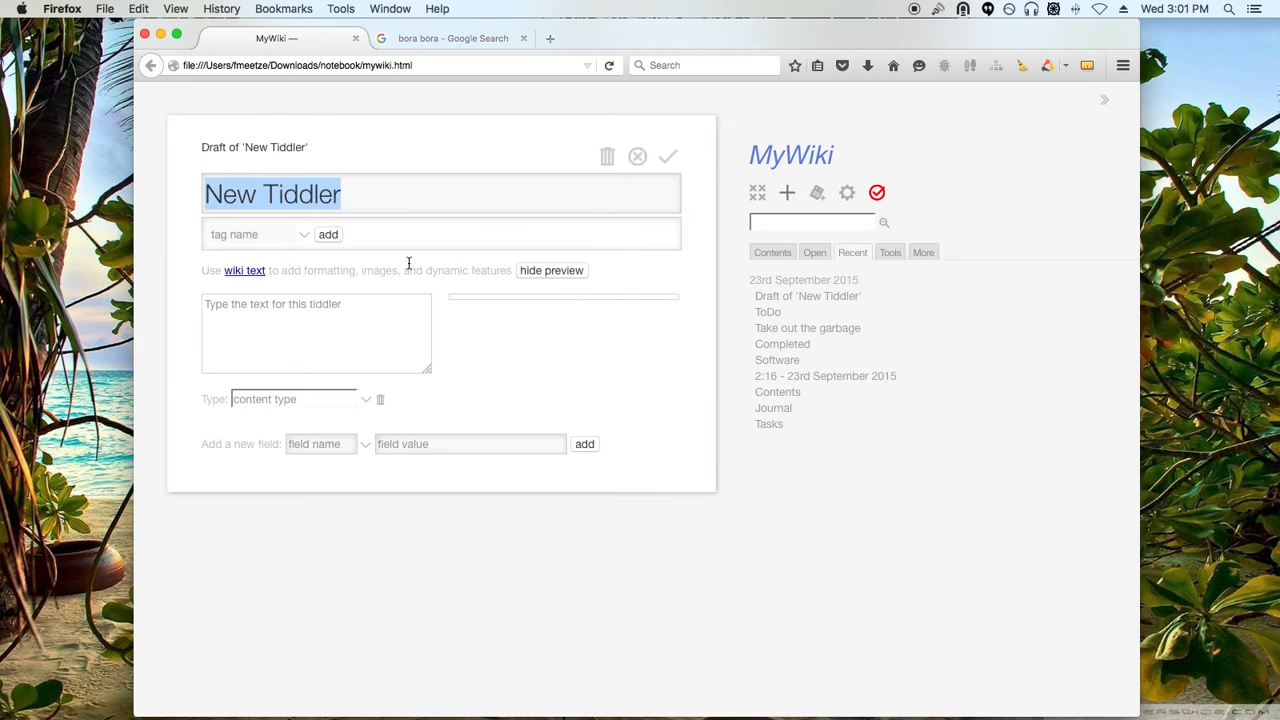 Firefox File Edit View History Bookmarks Tools Window Help Wed 3:01 PM
MyWiki — bora bora - Google Search
file:///Users/fmeetze/Downloads/notebook/mywiki.html Search
Draft of 'New Tiddler'
New Tiddler
tag name add
Use wiki text to add formatting, images, and dynamic features hide preview
Type the text for this tiddler
Type: content type
Add a new field: field name field value add
MyWiki
Contents Open Recent Tools More
23rd September 2015
Draft of 'New Tiddler'
ToDo
Take out the garbage
Completed
Software
2:16 - 23rd September 2015
Contents
Journal
Tasks